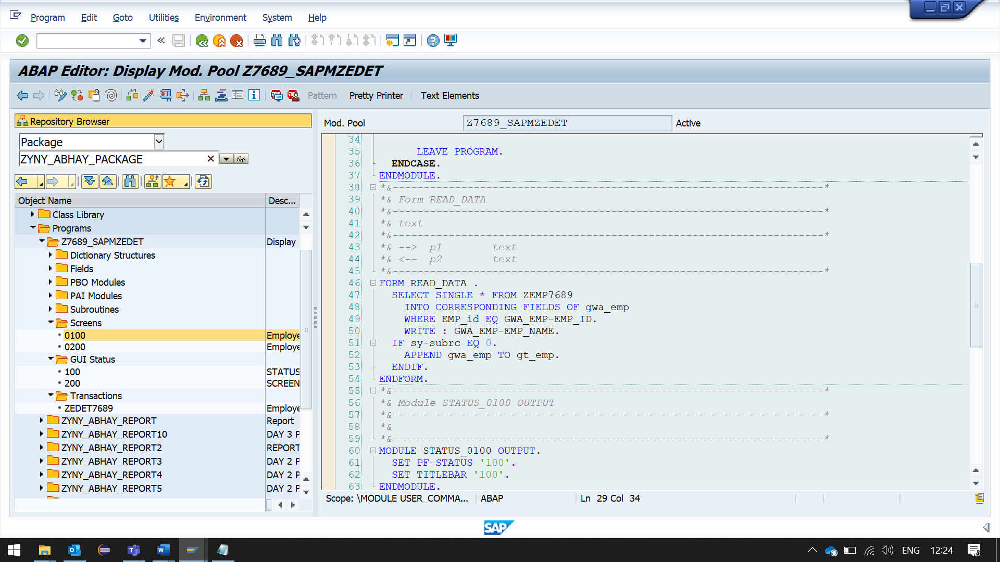 Program Edit Goto Utilities Environment System Help
ABAP Editor: Display Mod. Pool Z7689_SAPMZEDET
Pattern Pretty Printer Text Elements
Repository Browser
Package
ZYNY_ABHAY_PACKAGE
Object Name Desc...
Class Library
Programs
Z7689_SAPMZEDET Display
Dictionary Structures
Fields
PBO Modules
PAI Modules
Subroutines
Screens
0100 Employe
0200 Employe
GUI Status
100 STATUS
200 SCREEN
Transactions
ZEDET7689 Employe
ZYNY_ABHAY_REPORT Report
ZYNY_ABHAY_REPORT10 DAY 3 P
ZYNY_ABHAY_REPORT2 REPORT
ZYNY_ABHAY_REPORT3 DAY 2 P
ZYNY_ABHAY_REPORT4 DAY 2 P
ZYNY_ABHAY_REPORT5 DAY 2 P
Mod. Pool Z7689_SAPMZEDET Active
34
35 LEAVE PROGRAM.
36 ENDCASE.
37 ENDMODULE.
38 *&---------------------------------------------------------------------*
39 *& Form READ_DATA
40 *&---------------------------------------------------------------------*
41 *& text
42 *&---------------------------------------------------------------------*
43 *& --> p1 text
44 *& <-- p2 text
45 *&---------------------------------------------------------------------*
46 FORM READ_DATA .
47 SELECT SINGLE * FROM ZEMP7689
48 INTO CORRESPONDING FIELDS OF gwa_emp
49 WHERE EMP_id EQ GWA_EMP-EMP_ID.
50 WRITE : GWA_EMP-EMP_NAME.
51 IF sy-subrc EQ 0.
52 APPEND gwa_emp TO gt_emp.
53 ENDIF.
54 ENDFORM.
55 *&---------------------------------------------------------------------*
56 *& Module STATUS_0100 OUTPUT
57 *&---------------------------------------------------------------------*
58 *&
59 *&---------------------------------------------------------------------*
60 MODULE STATUS_0100 OUTPUT.
61 SET PF-STATUS '100'.
62 SET TITLEBAR '100'.
63 ENDMODULE.
Scope: \MODULE USER_COMMA... ABAP Ln 29 Col 34
SAP
ENG 12:24